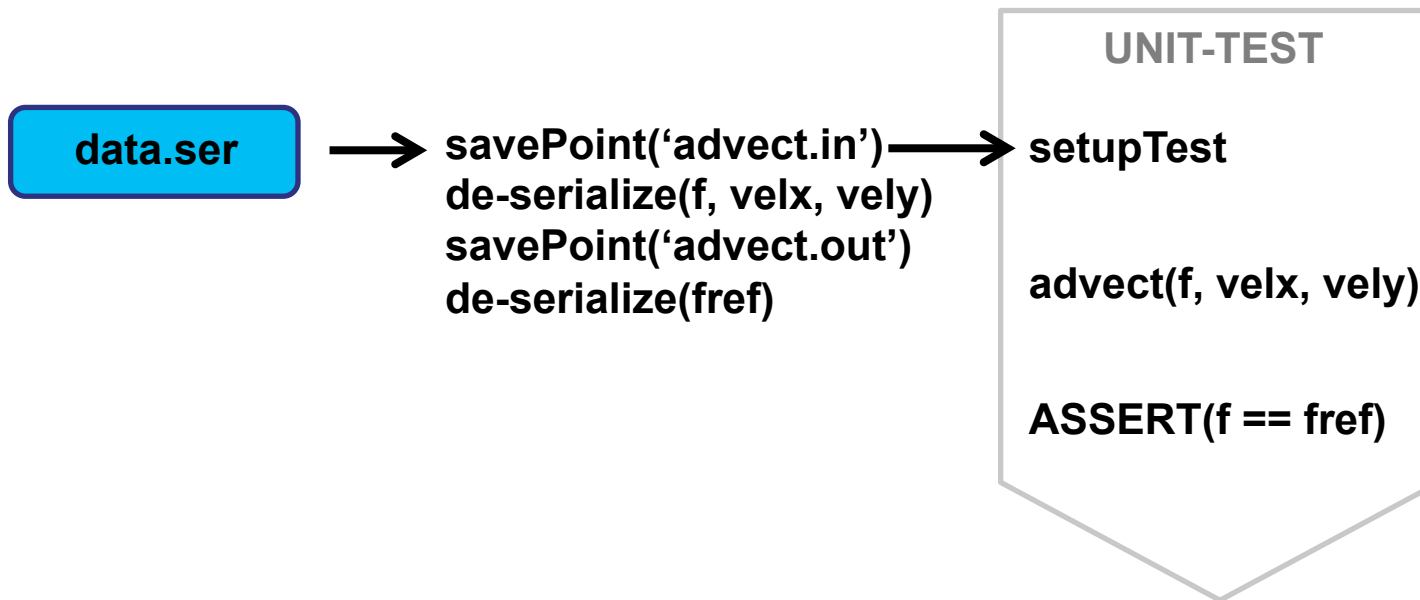 data.ser
savePoint(‘advect.in’)
de-serialize(f, velx, vely)
savePoint(‘advect.out’)
de-serialize(fref)
UNIT-TEST
setupTest
advect(f, velx, vely)
ASSERT(f == fref)